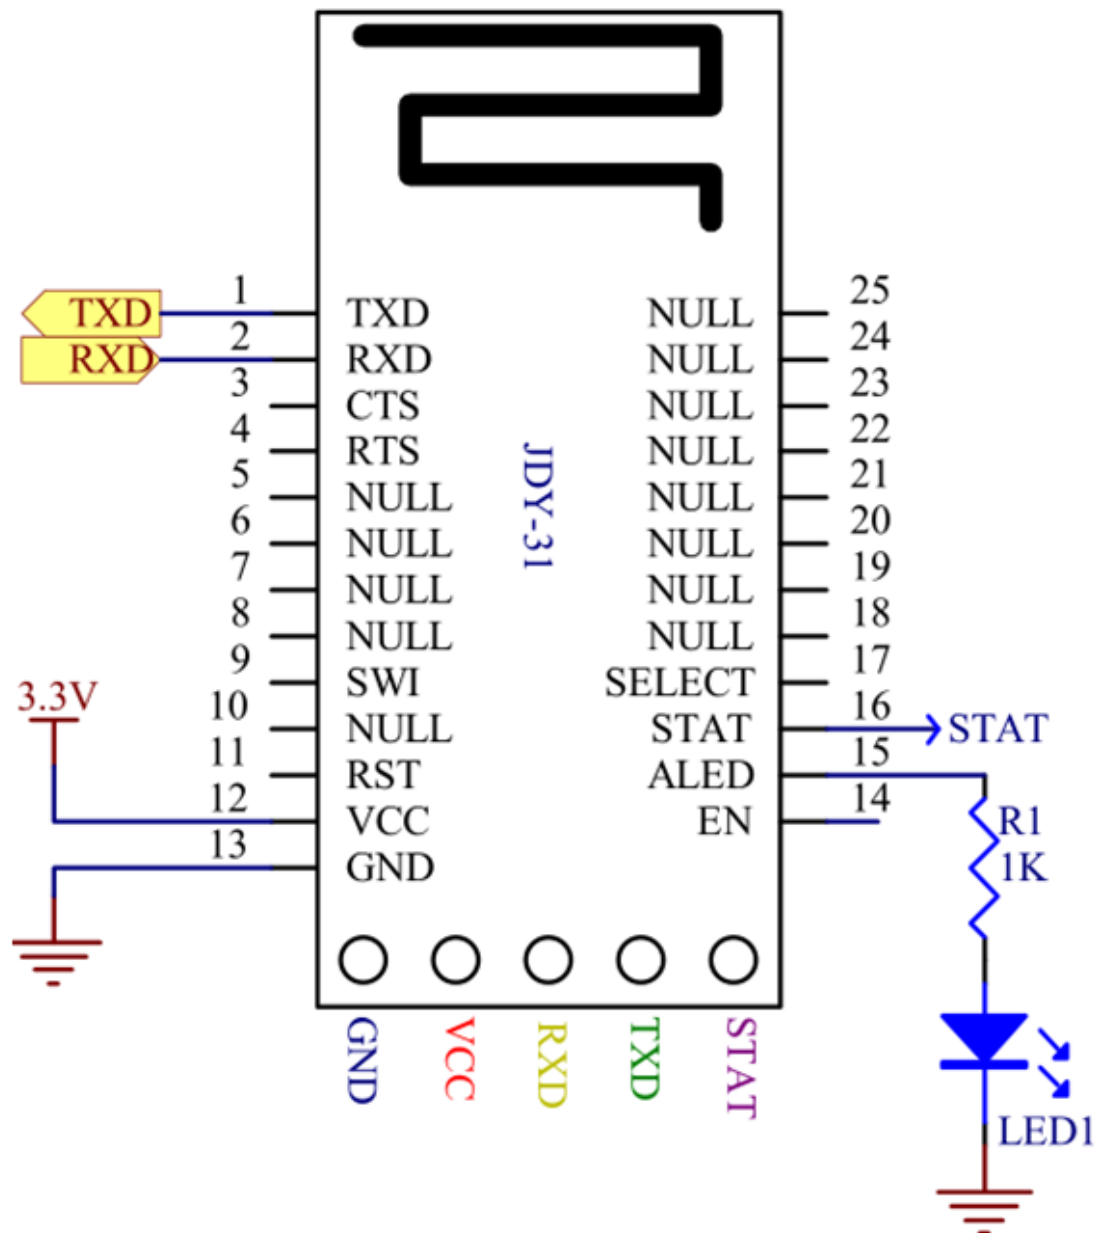 TXD 1 TXD NULL 25
RXD 2 RXD NULL 24
3 CTS NULL 23
4 RTS NULL 22
5 NULL NULL 21
6 NULL NULL 20
7 NULL NULL 19
8 NULL NULL 18
9 SWI SELECT 17
10 NULL STAT 16 STAT
11 RST ALED 15
12 VCC EN 14
13 GND
JDY-31
3.3V
R1
1K
LED1
GND VCC RXD TXD STAT